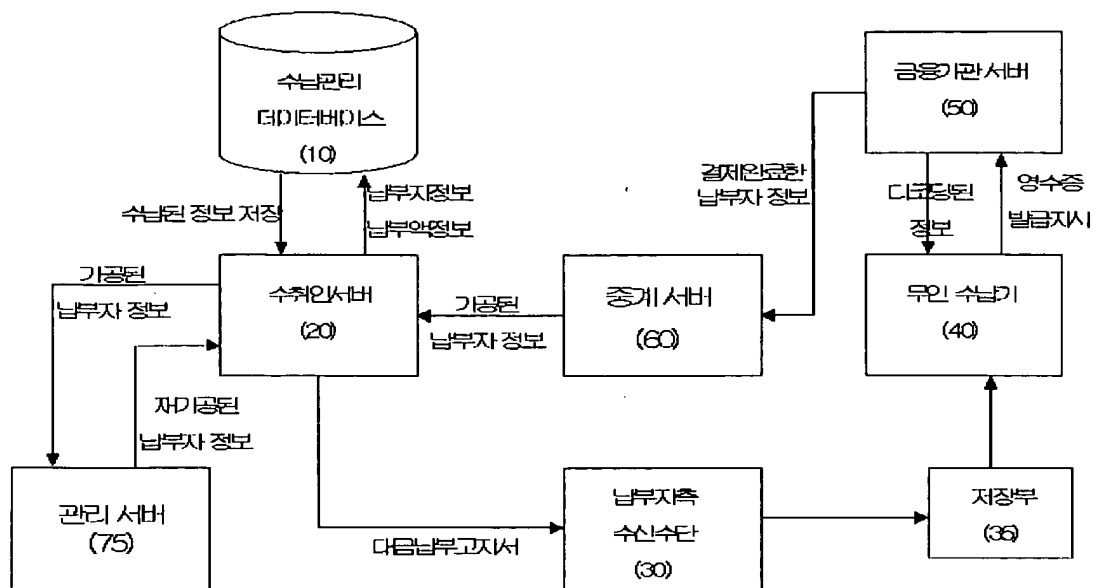 수납관리
데이터베이스
(10)
금융기관 서버
(50)
수납된 정보 저장
납부자정보
납부액정보
결제완료한
납부자 정보
디코딩된
정보
영수증
발급지시
가공된
납부자 정보
수취인서버
(20)
가공된
납부자 정보
중계 서버
(60)
무인 수납기
(40)
재가공된
납부자 정보
관리 서버
(75)
대금납부고지서
납부자측
수신수단
(30)
저장부
(35)